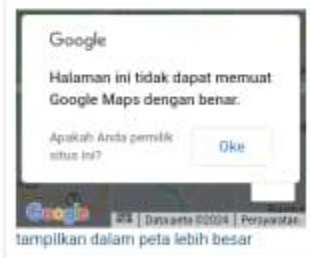 Google
Halaman ini tidak dapat memuat
Google Maps dengan benar.
Apakah Anda pemilik
situs ini?
Oke
Google
Data peta ©2024
Persyaratan
tampilkan dalam peta lebih besar